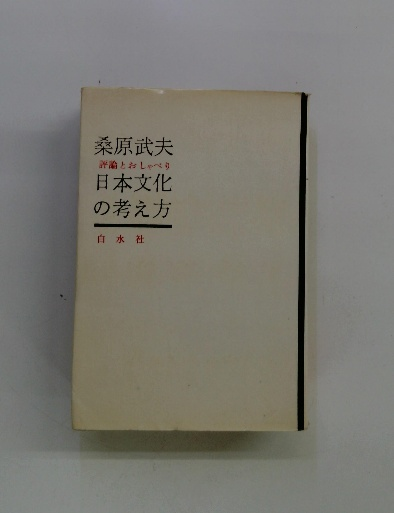 桑原武夫
評論とおしゃべり
日本文化
の考え方
白水社